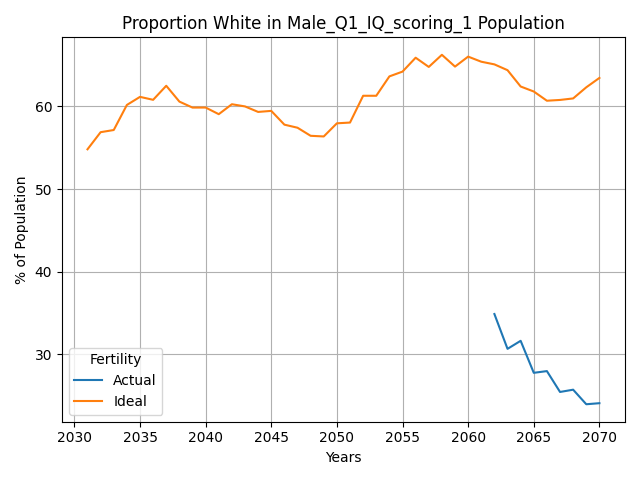 Proportion White in Male_Q1_IQ_scoring_1 Population
% of Population
60
50
40
30
Fertility
Actual
Ideal
2030 2035 2040 2045 2050 2055 2060 2065 2070
Years